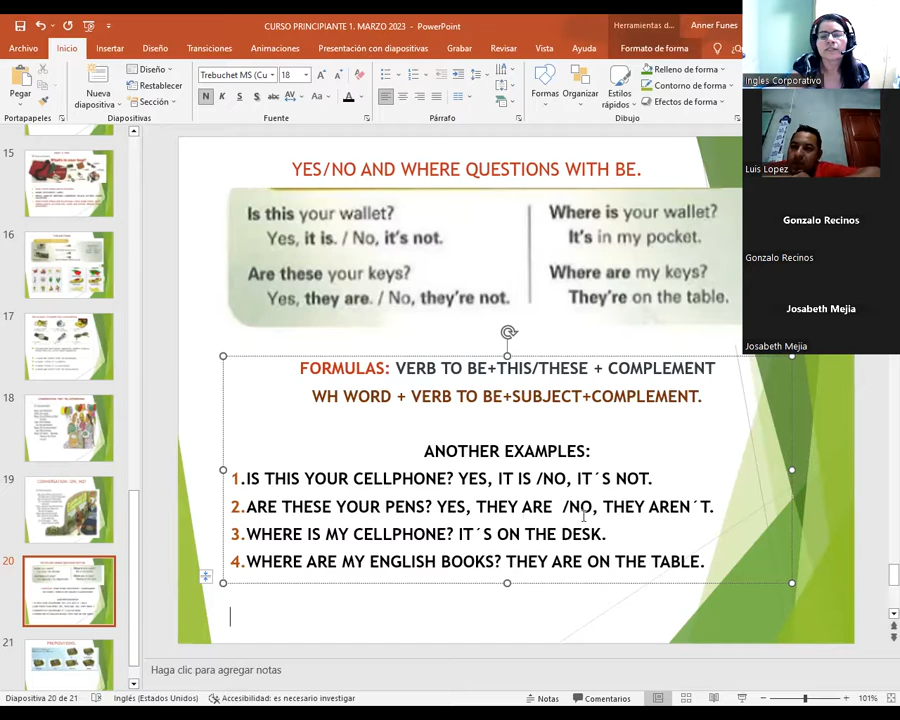 CURSO PRINCIPIANTE 1. MARZO 2023 - PowerPoint
Herramientas d...
Anner Funes
Archivo Inicio Insertar Diseño Transiciones Animaciones Presentación con diapositivas Grabar Revisar Vista Ayuda Formato de forma
Pegar
Nueva diapositiva
Diseño
Restablecer
Sección
Trebuchet MS (Cu 18
N K S S abc AV Aa A
Formas
Organizar
Estilos rápidos
Relleno de forma
Contorno de forma
Efectos de forma
Portapapeles Diapositivas Fuente Párrafo Dibujo
Ingles Corporativo
Luis Lopez
Gonzalo Recinos
Gonzalo Recinos
Josabeth Mejia
Josabeth Mejia
15
16
17
18
19
20
21
YES/NO AND WHERE QUESTIONS WITH BE.
Is this your wallet?
Yes, it is. / No, it's not.
Are these your keys?
Yes, they are. / No, they're not.
Where is your wallet?
It's in my pocket.
Where are my keys?
They're on the table.
FORMULAS: VERB TO BE+THIS/THESE + COMPLEMENT
WH WORD + VERB TO BE+SUBJECT+COMPLEMENT.
ANOTHER EXAMPLES:
1.IS THIS YOUR CELLPHONE? YES, IT IS /NO, IT´S NOT.
2.ARE THESE YOUR PENS? YES, THEY ARE /NO, THEY AREN´T.
3.WHERE IS MY CELLPHONE? IT´S ON THE DESK.
4.WHERE ARE MY ENGLISH BOOKS? THEY ARE ON THE TABLE.
Haga clic para agregar notas
Diapositiva 20 de 21 Inglés (Estados Unidos) Accesibilidad: es necesario investigar Notas Comentarios 101%